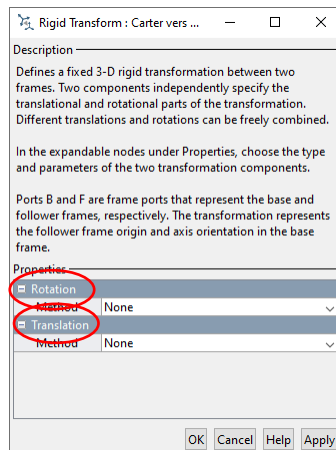 Rigid Transform : Carter vers ...
Description
Defines a fixed 3-D rigid transformation between two
frames. Two components independently specify the
translational and rotational parts of the transformation.
Different translations and rotations can be freely combined.
In the expandable nodes under Properties, choose the type
and parameters of the two transformation components.
Ports B and F are frame ports that represent the base and
follower frames, respectively. The transformation represents
the follower frame origin and axis orientation in the base
frame.
Properties
Rotation
Method None
Translation
Method None
OK Cancel Help Apply